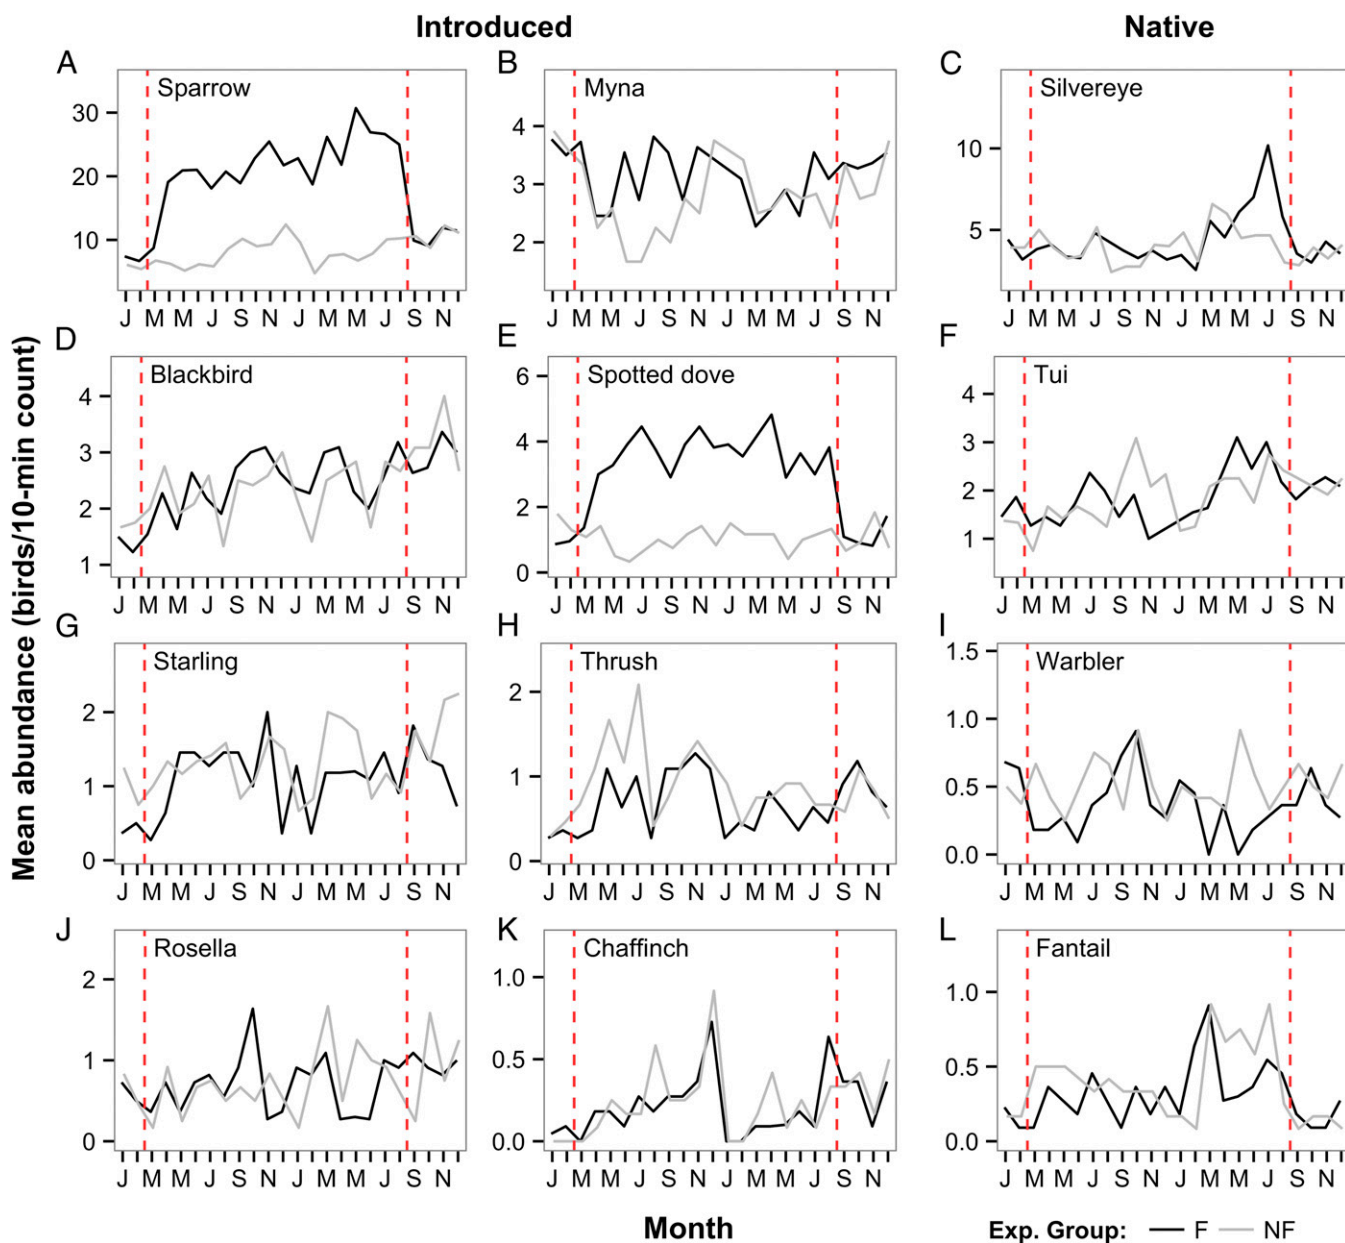 Introduced Native
A Sparrow
30
20
10
J M M J S N J M M J S N
B Myna
4
3
2
J M M J S N J M M J S N
C Silvereye
10
5
J M M J S N J M M J S N
D Blackbird
4
3
2
1
J M M J S N J M M J S N
E Spotted dove
6
4
2
0
J M M J S N J M M J S N
F Tui
4
3
2
1
J M M J S N J M M J S N
G Starling
2
1
0
J M M J S N J M M J S N
H Thrush
2
1
0
J M M J S N J M M J S N
I Warbler
1.5
1.0
0.5
0.0
J M M J S N J M M J S N
J Rosella
2
1
0
J M M J S N J M M J S N
K Chaffinch
1.0
0.5
0.0
J M M J S N J M M J S N
L Fantail
1.0
0.5
0.0
J M M J S N J M M J S N
Mean abundance (birds/10-min count)
Month
Exp. Group: F NF